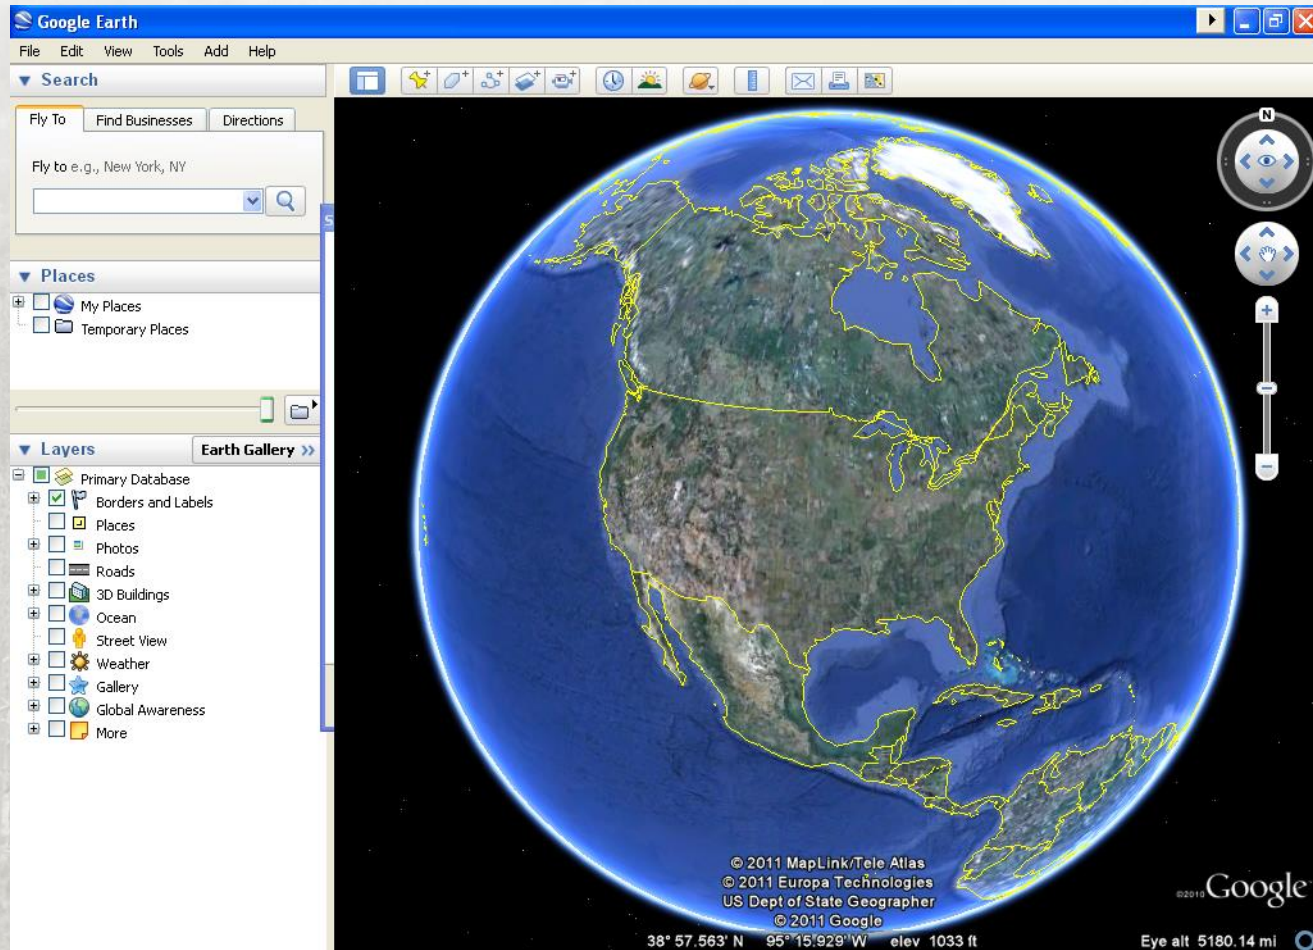 Google Earth
File Edit View Tools Add Help
Search
Fly To Find Businesses Directions
Fly to e.g., New York, NY
Places
My Places
Temporary Places
Layers Earth Gallery »
Primary Database
Borders and Labels
Places
Photos
Roads
3D Buildings
Ocean
Street View
Weather
Gallery
Global Awareness
More
N
© 2011 MapLink/Tele Atlas
© 2011 Europa Technologies
US Dept of State Geographer
© 2011 Google
©2010 Google
38° 57.563' N 95° 15.929' W elev 1033 ft Eye alt 5180.14 mi